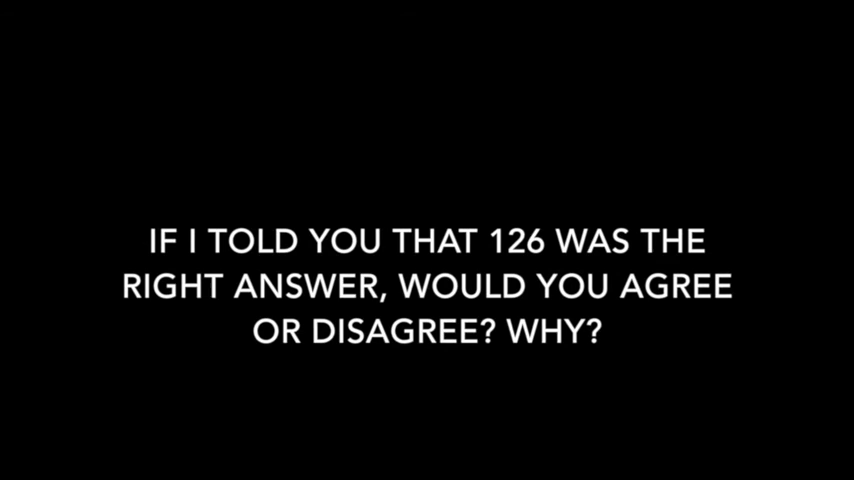 IF I TOLD YOU THAT 126 WAS THE
RIGHT ANSWER, WOULD YOU AGREE
OR DISAGREE? WHY?